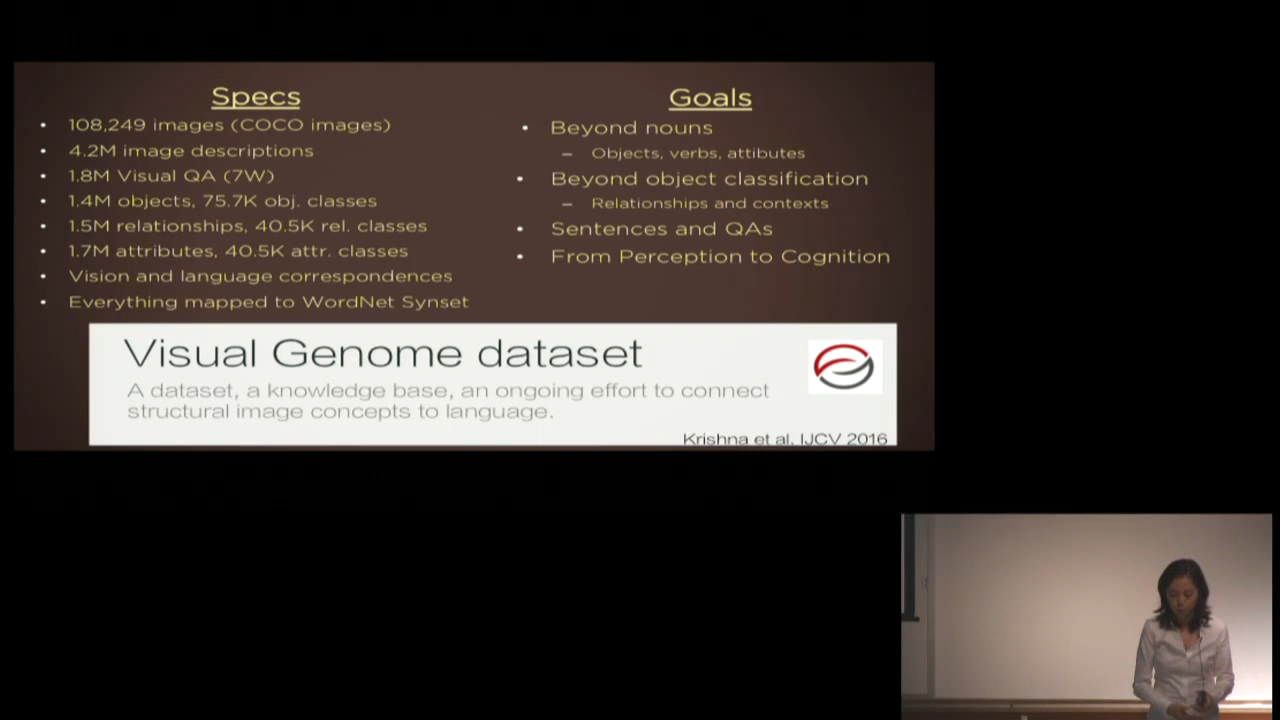 Specs
• 108,249 images (COCO images)
• 4.2M image descriptions
• 1.8M Visual QA (7W)
• 1.4M objects, 75.7K obj. classes
• 1.5M relationships, 40.5K rel. classes
• 1.7M attributes, 40.5K attr. classes
• Vision and language correspondences
• Everything mapped to WordNet Synset
Goals
• Beyond nouns
– Objects, verbs, attibutes
• Beyond object classification
– Relationships and contexts
• Sentences and QAs
• From Perception to Cognition
Visual Genome dataset
A dataset, a knowledge base, an ongoing effort to connect
structural image concepts to language.
Krishna et al. IJCV 2016